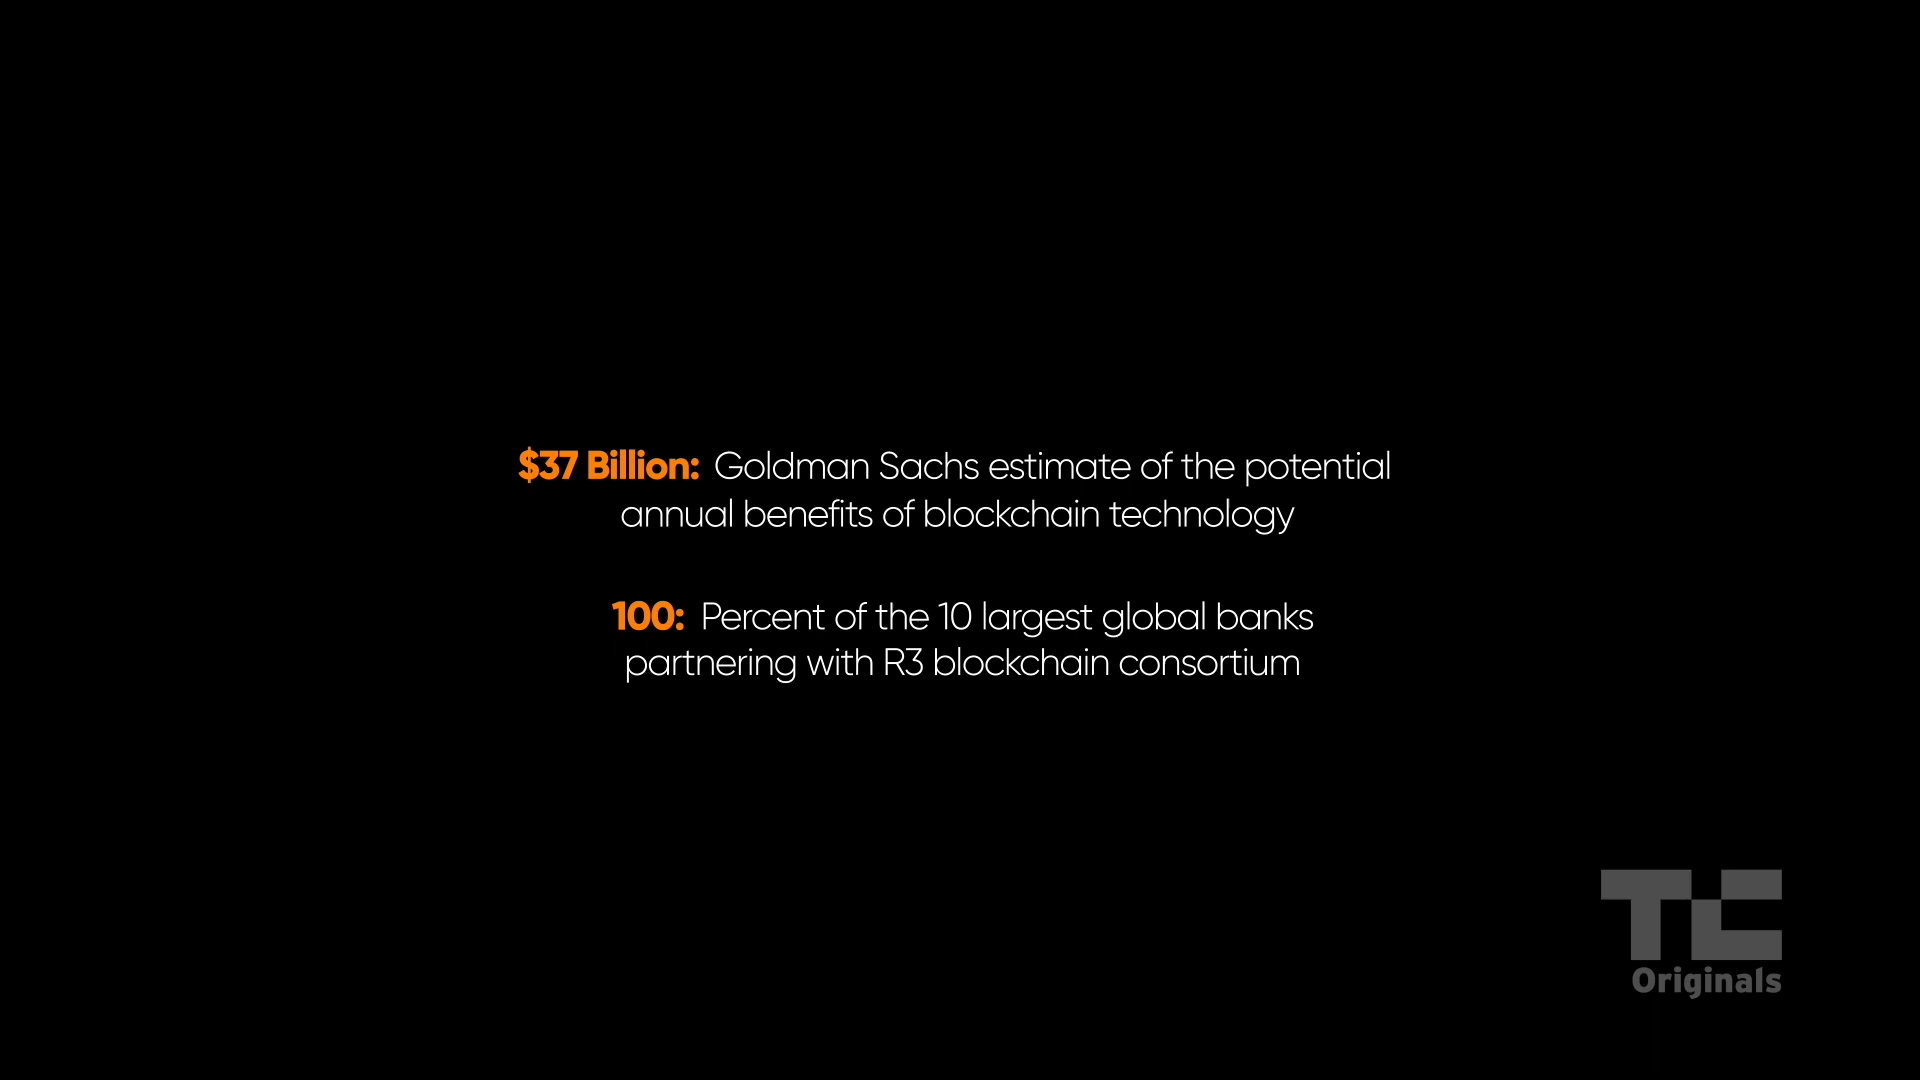 $37 Billion: Goldman Sachs estimate of the potential
annual benefits of blockchain technology
100: Percent of the 10 largest global banks
partnering with R3 blockchain consortium
TC
Originals